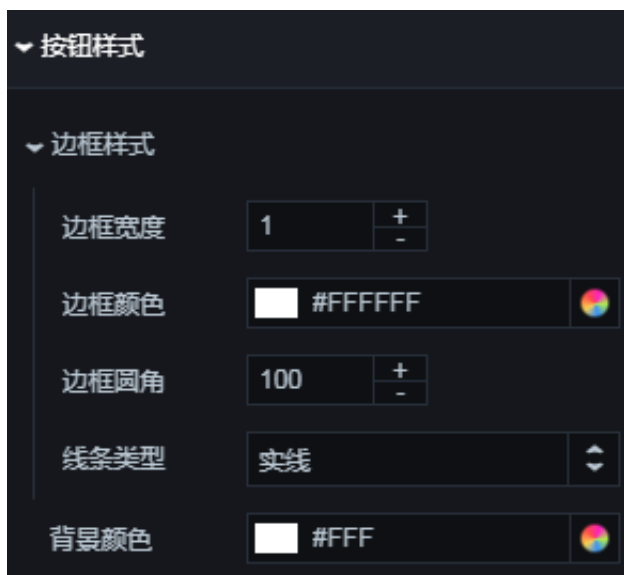 按钮样式
边框样式
边框宽度 1 + -
边框颜色 #FFFFFF
边框圆角 100 + -
线条类型 实线
背景颜色 #FFF